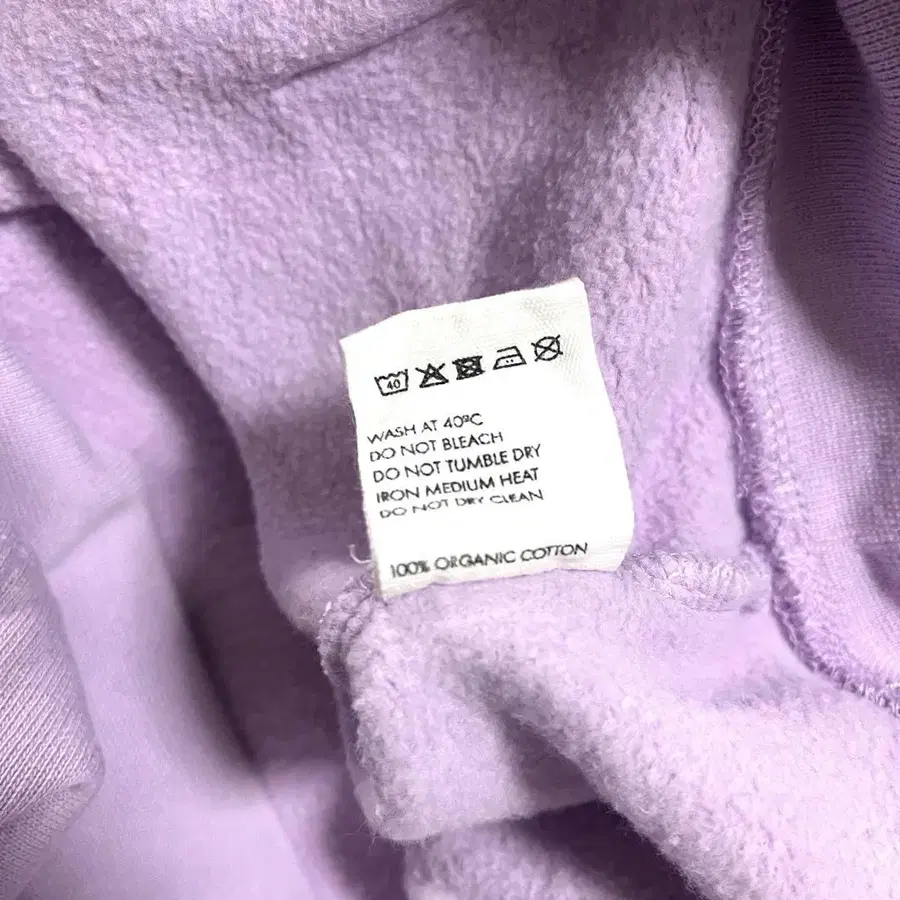 40
WASH AT 40ºC
DO NOT BLEACH
DO NOT TUMBLE DRY
IRON MEDIUM HEAT
DO NOT DRY CLEAN
100% ORGANIC COTTON